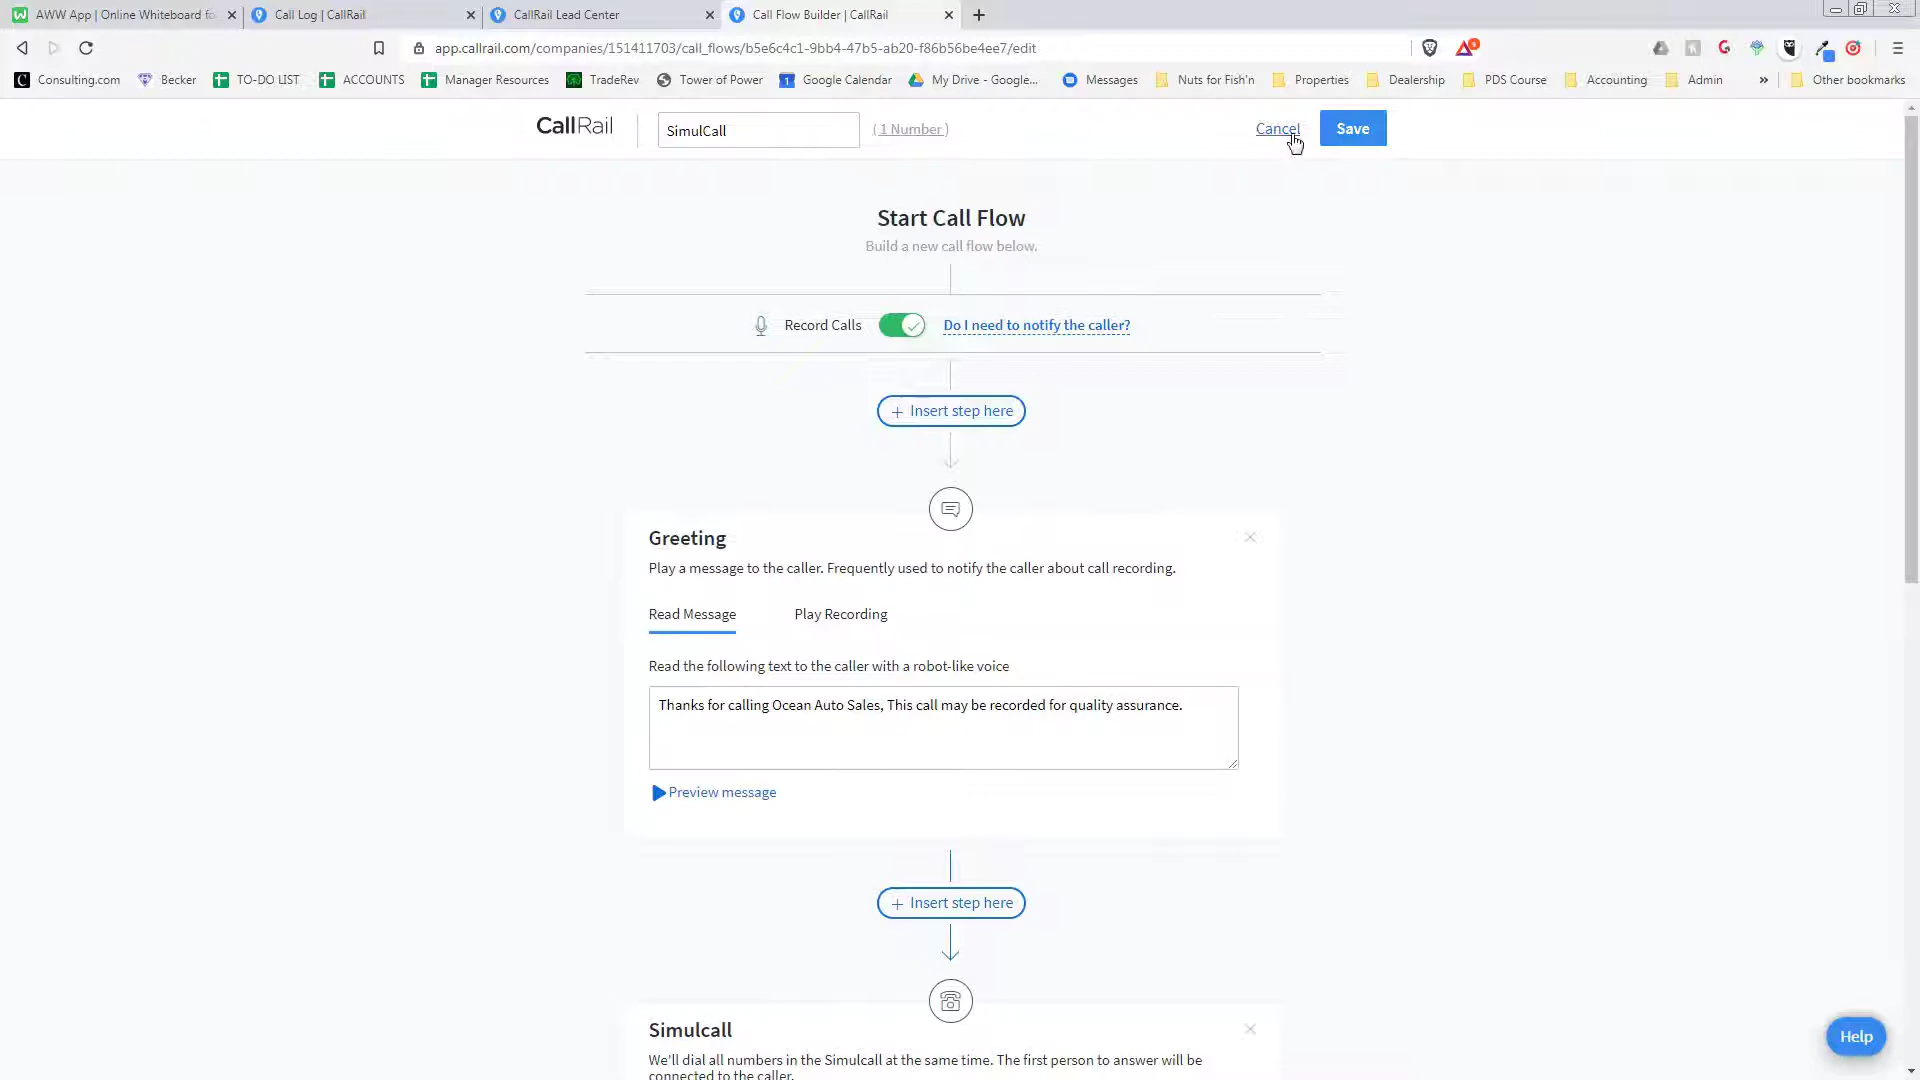 AWW App | Online Whiteboard fo
Call Log | CallRail
CallRail Lead Center
Call Flow Builder | CallRail
app.callrail.com/companies/151411703/call_flows/b5e6c4c1-9bb4-47b5-ab20-f86b56be4ee7/edit
Consulting.com
Becker
TO-DO LIST
ACCOUNTS
Manager Resources
TradeRev
Tower of Power
Google Calendar
My Drive - Google...
Messages
Nuts for Fish'n
Properties
Dealership
PDS Course
Accounting
Admin
»
Other bookmarks
CallRail
SimulCall
( 1 Number )
Cancel
Save
Start Call Flow
Build a new call flow below.
Record Calls
Do I need to notify the caller?
+ Insert step here
Greeting
Play a message to the caller. Frequently used to notify the caller about call recording.
Read Message
Play Recording
Read the following text to the caller with a robot-like voice
Thanks for calling Ocean Auto Sales, This call may be recorded for quality assurance.
Preview message
+ Insert step here
Simulcall
We'll dial all numbers in the Simulcall at the same time. The first person to answer will be
connected to the caller.
Help